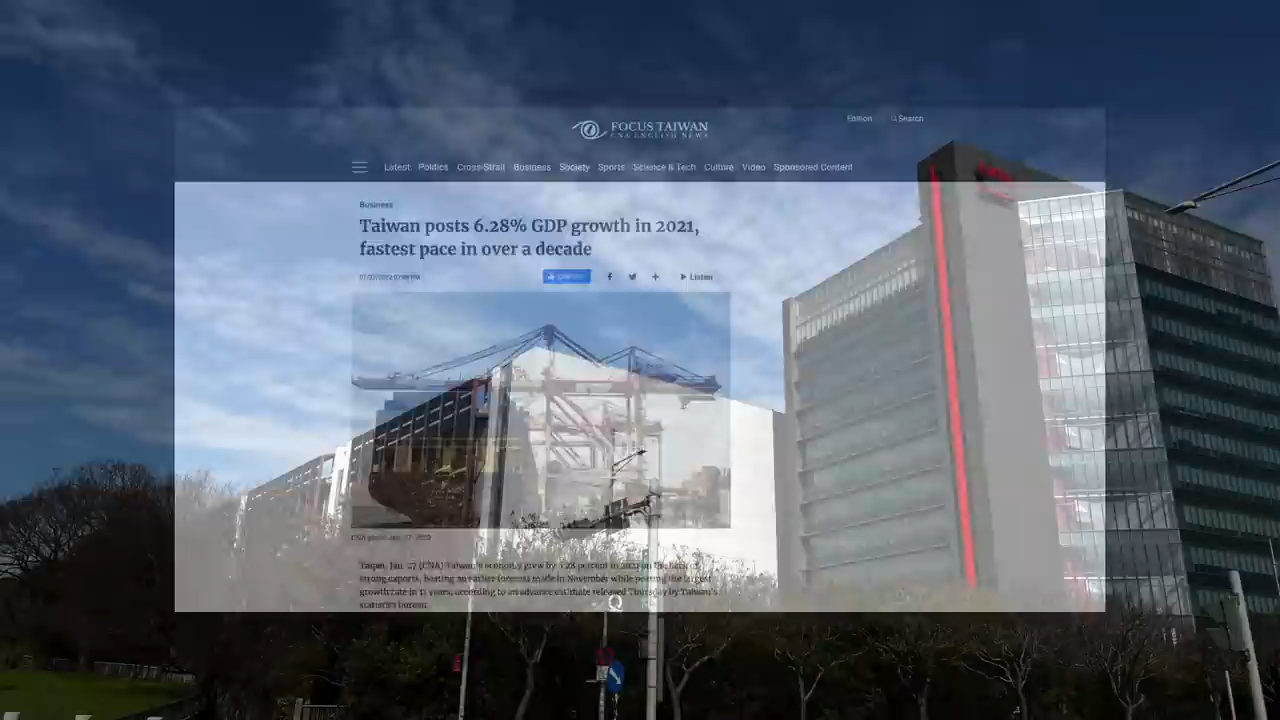 FOCUS TAIWAN
CNA ENGLISH NEWS
Edition
Search
Latest Politics Cross-Strait Business Society Sports Science & Tech Culture Video Sponsored Content
Business
Taiwan posts 6.28% GDP growth in 2021,
fastest pace in over a decade
Listen
Taipei, Jan. 27 (CNA) Taiwan's economy grew by 6.28 percent in 2021 on the back of
strong exports, beating an earlier forecast made in November while posting the largest
growth rate in 11 years, according to an advance estimate released Thursday by Taiwan's
statistics bureau.